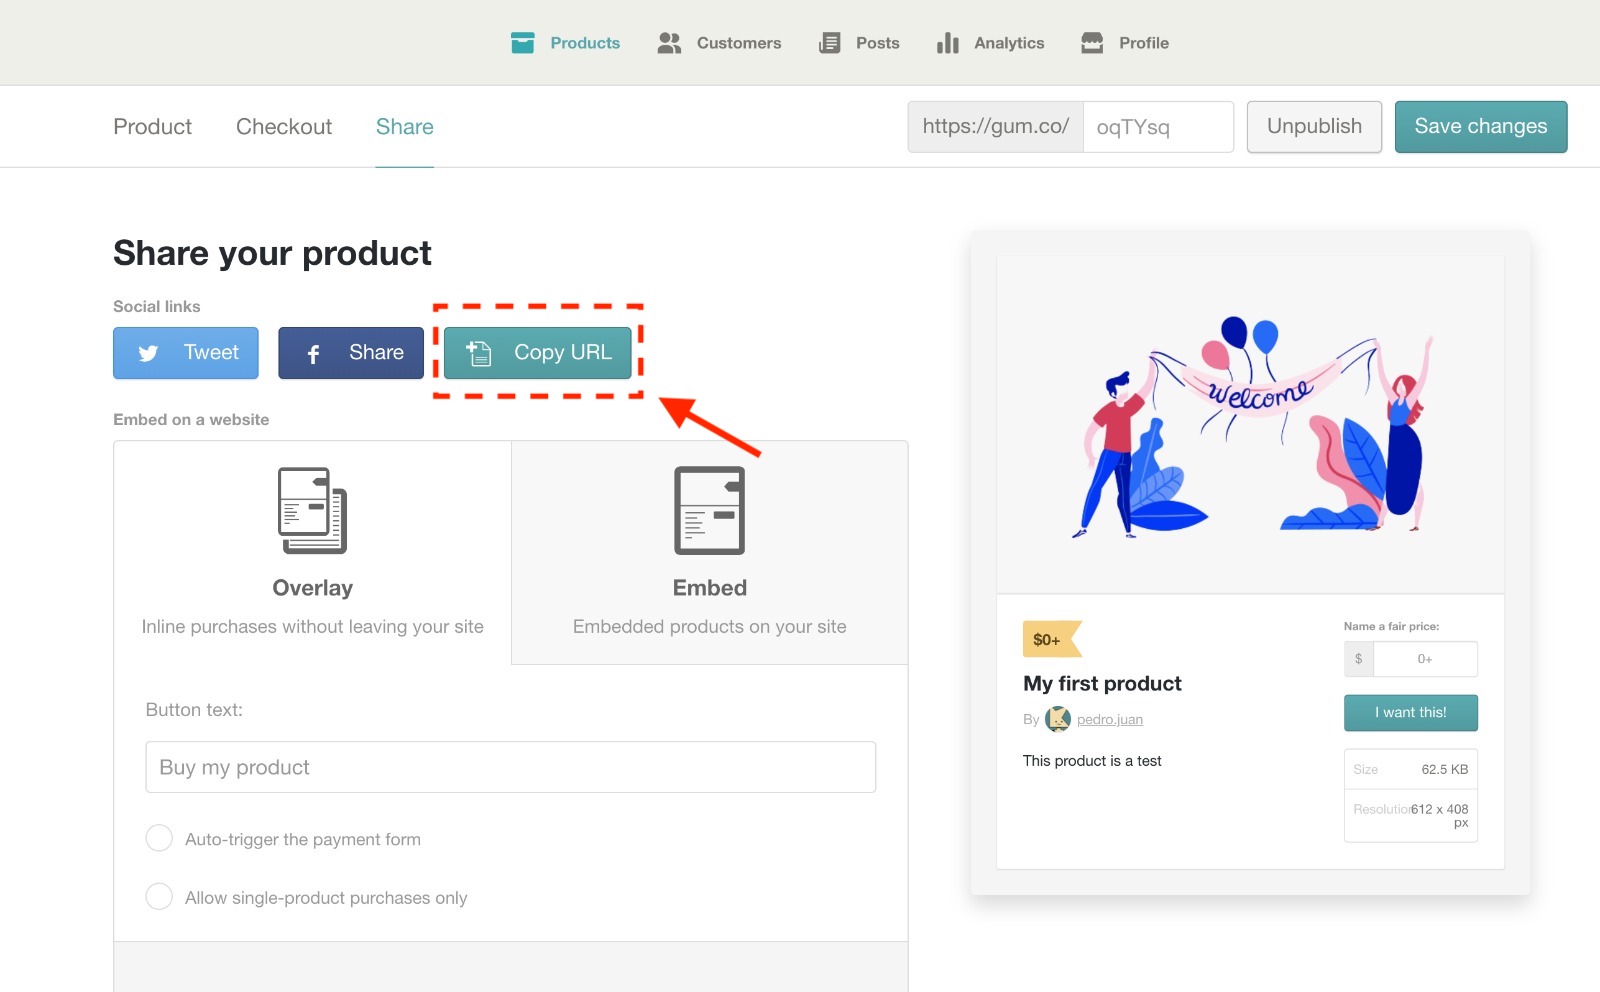 Products
Customers
Posts
Analytics
Profile
Product
Checkout
Share
https://gum.co/
oqTYsq
Unpublish
Save changes
Share your product
Social links
Tweet
Share
Copy URL
Embed on a website
Overlay
Inline purchases without leaving your site
Embed
Embedded products on your site
Button text:
Buy my product
Auto-trigger the payment form
Allow single-product purchases only
welcome
$0+
My first product
By pedro.juan
This product is a test
Name a fair price:
$ 0+
I want this!
Size 62.5 KB
Resolution 612 x 408
px